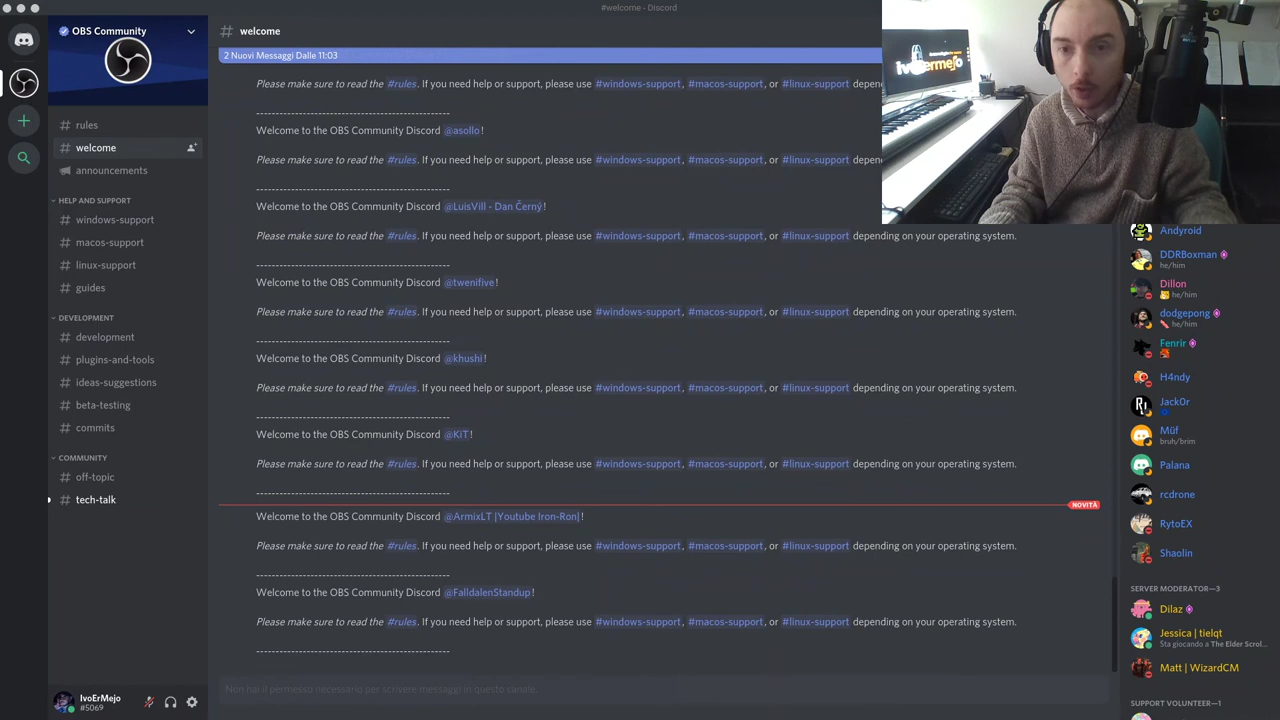 #welcome - Discord
OBS Community
# rules
# welcome
announcements
HELP AND SUPPORT
# windows-support
# macos-support
# linux-support
# guides
DEVELOPMENT
# development
# plugins-and-tools
# ideas-suggestions
# beta-testing
# commits
COMMUNITY
# off-topic
# tech-talk
IvoErMejo
#5069
# welcome
2 Nuovi Messaggi Dalle 11:03
Please make sure to read the #rules. If you need help or support, please use #windows-support, #macos-support, or #linux-support depen
--------------------------------------------------
Welcome to the OBS Community Discord @asollo!
Please make sure to read the #rules. If you need help or support, please use #windows-support, #macos-support, or #linux-support depen
--------------------------------------------------
Welcome to the OBS Community Discord @LuisVill - Dan Černý!
Please make sure to read the #rules. If you need help or support, please use #windows-support, #macos-support, or #linux-support depending on your operating system.
--------------------------------------------------
Welcome to the OBS Community Discord @twenifive!
Please make sure to read the #rules. If you need help or support, please use #windows-support, #macos-support, or #linux-support depending on your operating system.
--------------------------------------------------
Welcome to the OBS Community Discord @khushi!
Please make sure to read the #rules. If you need help or support, please use #windows-support, #macos-support, or #linux-support depending on your operating system.
--------------------------------------------------
Welcome to the OBS Community Discord @KiT!
Please make sure to read the #rules. If you need help or support, please use #windows-support, #macos-support, or #linux-support depending on your operating system.
--------------------------------------------------
NOVITÀ
Welcome to the OBS Community Discord @ArmixLT |Youtube Iron-Ron|!
Please make sure to read the #rules. If you need help or support, please use #windows-support, #macos-support, or #linux-support depending on your operating system.
--------------------------------------------------
Welcome to the OBS Community Discord @FalldalenStandup!
Please make sure to read the #rules. If you need help or support, please use #windows-support, #macos-support, or #linux-support depending on your operating system.
--------------------------------------------------
Non hai il permesso necessario per scrivere messaggi in questo canale.
Andyroid
DDRBoxman
he/him
Dillon
he/him
dodgepong
he/him
Fenrir
H4ndy
Jack0r
Müf
bruh/brim
Palana
rcdrone
RytoEX
Shaolin
SERVER MODERATOR—3
Dilaz
Jessica | tielqt
Sta giocando a The Elder Scrol...
Matt | WizardCM
SUPPORT VOLUNTEER—1